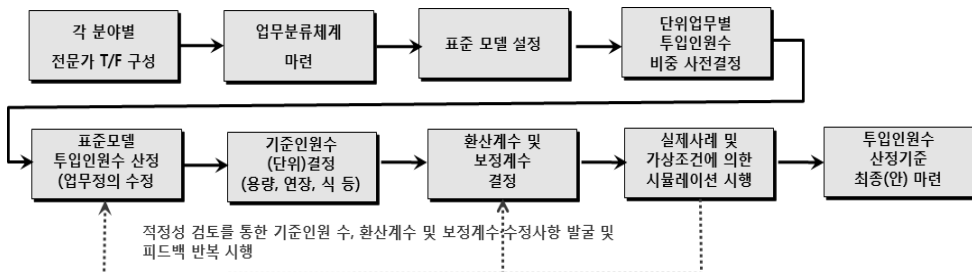 각 분야별
전문가 T/F 구성
업무분류체계
마련
표준 모델 설정
단위업무별
투입인원수
비중 사전결정
표준모델
투입인원수 산정
(업무정의 수정
기준인원수
(단위)결정
(용량, 연장, 식 등)
환산계수 및
보정계수
결정
실제사례 및
가상조건에 의한
시뮬레이션 시행
투입인원수
산정기준
최종(안) 마련
적정성 검토를 통한 기준인원 수, 환산계수 및 보정계수 수정사항 발굴 및
피드백 반복 시행